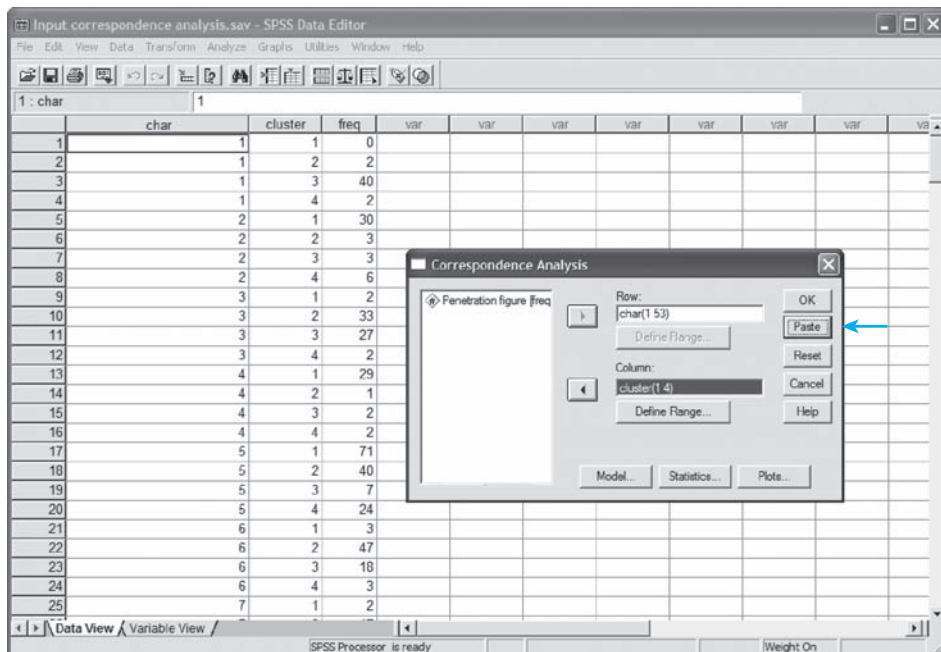 Input correspondence analysis.sav - SPSS Data Editor
File Edit View Data Transform Analyze Graphs Utilities Window Help
1 : char 1
char cluster freq var var var var var var var va
1 1 1 0
2 1 2 2
3 1 3 40
4 1 4 2
5 2 1 30
6 2 2 3
7 2 3 3
8 2 4 6
9 3 1 2
10 3 2 33
11 3 3 27
12 3 4 2
13 4 1 29
14 4 2 1
15 4 3 2
16 4 4 2
17 5 1 71
18 5 2 40
19 5 3 7
20 5 4 24
21 6 1 3
22 6 2 47
23 6 3 18
24 6 4 3
25 7 1 2
Correspondence Analysis
Penetration figure [freq
Row:
char(1 53)
Define Range...
Column:
cluster(1 4)
Define Range...
OK
Paste
Reset
Cancel
Help
Model... Statistics... Plots...
Data View Variable View
SPSS Processor is ready Weight On